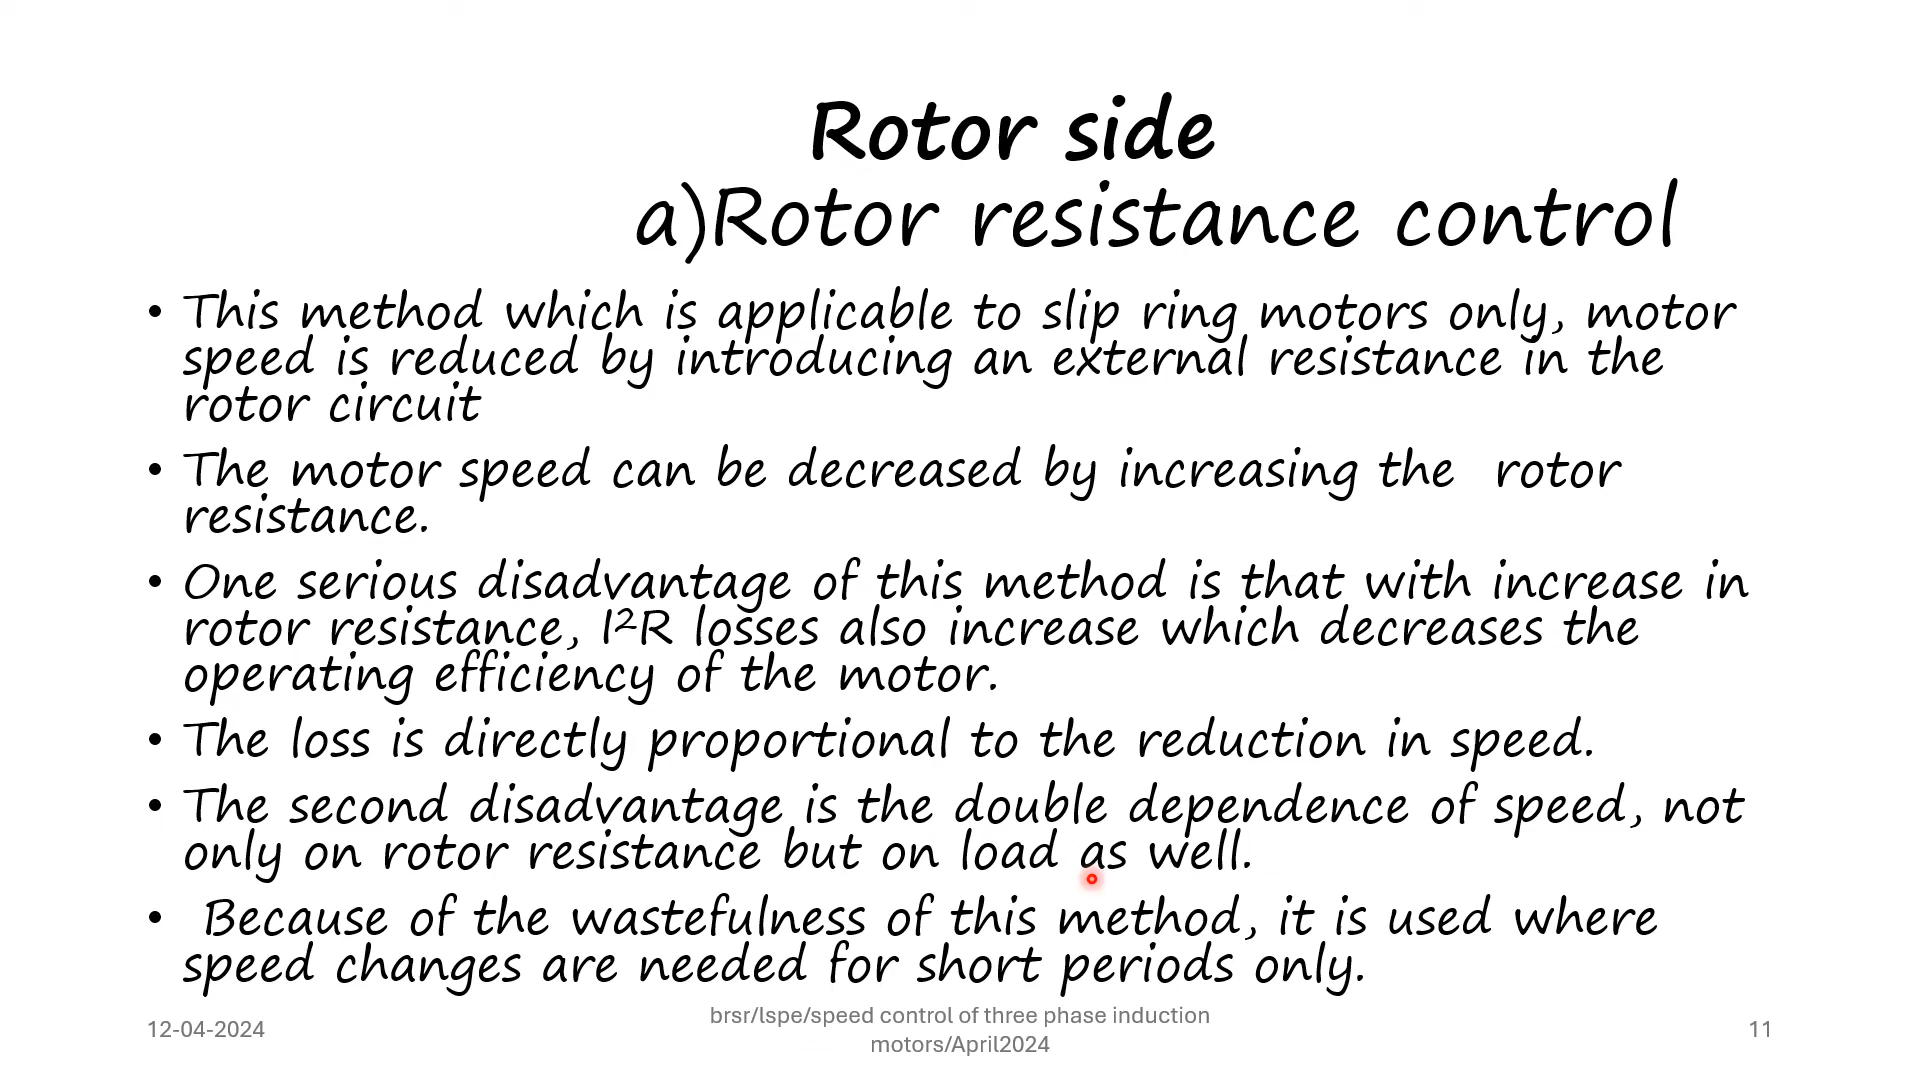 Rotor side
a)Rotor resistance control
• This method which is applicable to slip ring motors only, motor
speed is reduced by introducing an external resistance in the
rotor circuit
• The motor speed can be decreased by increasing the  rotor
resistance.
• One serious disadvantage of this method is that with increase in
rotor resistance, I²R losses also increase which decreases the
operating efficiency of the motor.
• The loss is directly proportional to the reduction in speed.
• The second disadvantage is the double dependence of speed, not
only on rotor resistance but on load as well.
• Because of the wastefulness of this method, it is used where
speed changes are needed for short periods only.
12-04-2024
brsr/lspe/speed control of three phase induction
motors/April2024
11